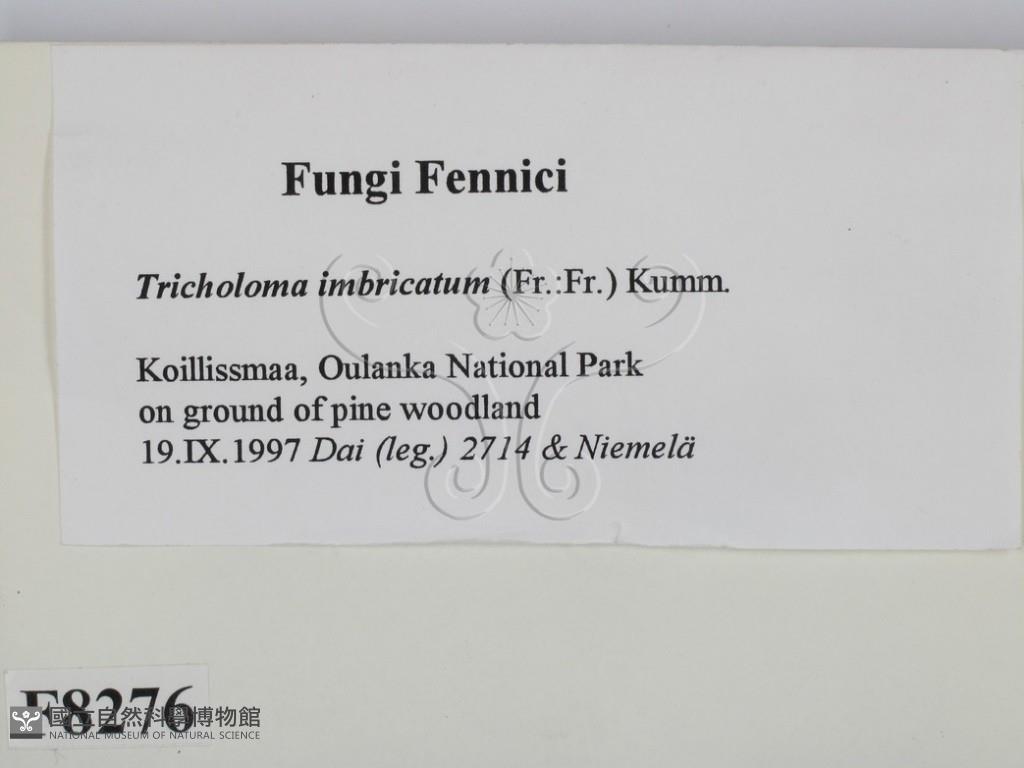 Fungi Fennici
Tricholoma imbricatum (Fr.:Fr.) Kumm.
Koillissmaa, Oulanka National Park
on ground of pine woodland
19.IX.1997 Dai (leg.) 2714 & Niemelä
F8276
國立自然科學博物館
NATIONAL MUSEUM OF NATURAL SCIENCE